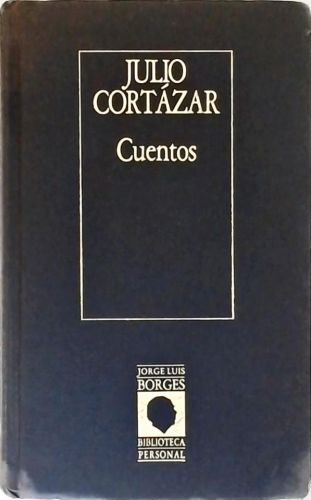 JULIO
CORTÁZAR
Cuentos
JORGE LUIS
BORGES
BIBLIOTECA
PERSONAL